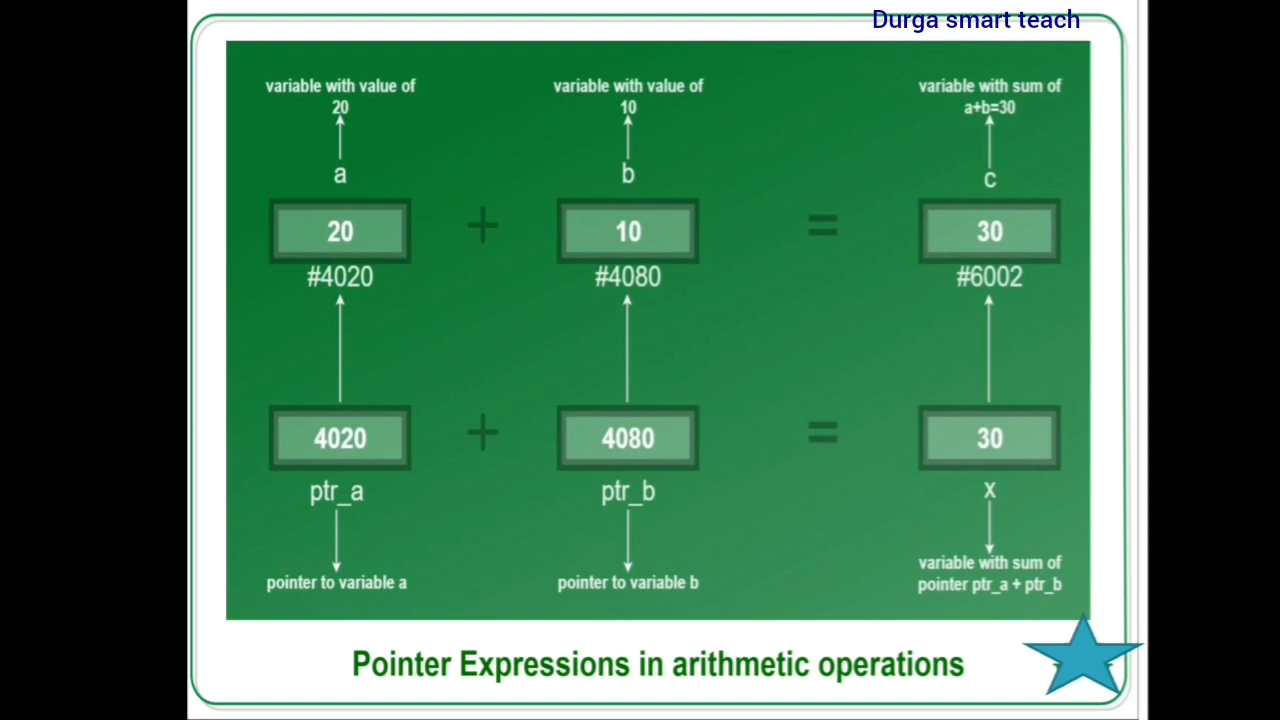 Durga smart teach
variable with value of
20
variable with value of
10
variable with sum of
a+b=30
a
b
c
20
+
10
=
30
#4020
#4080
#6002
4020
+
4080
=
30
ptr_a
ptr_b
x
pointer to variable a
pointer to variable b
variable with sum of
pointer ptr_a + ptr_b
Pointer Expressions in arithmetic operations